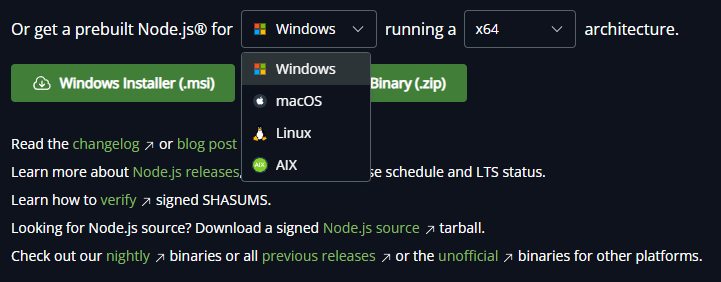 Or get a prebuilt Node.js® for Windows running a x64 architecture.
Windows
Windows Installer (.msi) Binary (.zip)
macOS
Linux
Read the changelog ↗ or blog post
AIX
Learn more about Node.js releases, se schedule and LTS status.
Learn how to verify ↗ signed SHASUMS.
Looking for Node.js source? Download a signed Node.js source ↗ tarball.
Check out our nightly ↗ binaries or all previous releases ↗ or the unofficial ↗ binaries for other platforms.